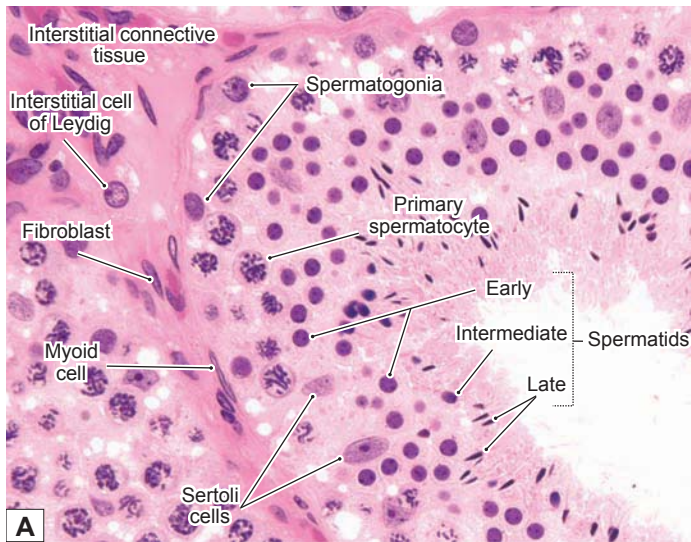 Interstitial connective
tissue
Spermatogonia
Interstitial cell
of Leydig
Primary
spermatocyte
Fibroblast
Early
Intermediate
Spermatids
Myoid
cell
Late
Sertoli
cells
A